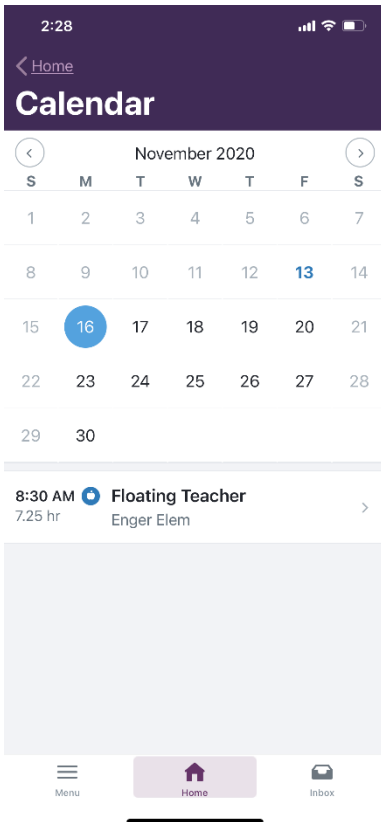 2:28
Home
Calendar
November 2020
S M T W T F S
1 2 3 4 5 6 7
8 9 10 11 12 13 14
15 16 17 18 19 20 21
22 23 24 25 26 27 28
29 30
8:30 AM Floating Teacher
7.25 hr Enger Elem
Menu Home Inbox